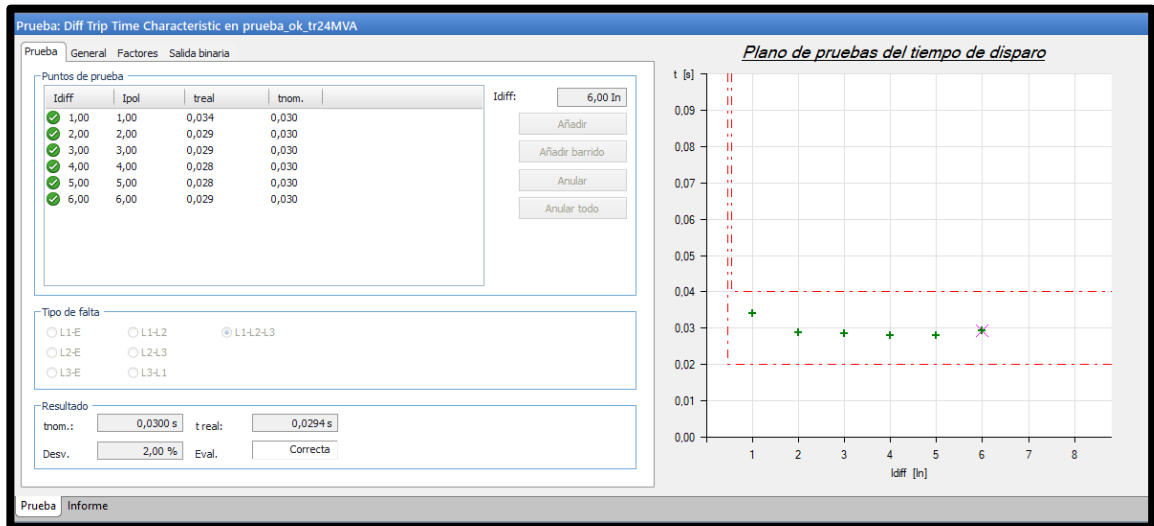 Prueba: Diff Trip Time Characteristic en prueba_ok_tr24MVA
Prueba General Factores Salida binaria
Puntos de prueba
Idiff Ipol treal tnom.
1,00 1,00 0,034 0,030
2,00 2,00 0,029 0,030
3,00 3,00 0,029 0,030
4,00 4,00 0,028 0,030
5,00 5,00 0,028 0,030
6,00 6,00 0,029 0,030
Idiff: 6,00 In
Añadir
Añadir barrido
Anular
Anular todo
Tipo de falta
L1-E L1-L2 L1-L2-L3
L2-E L2-L3
L3-E L3-L1
Resultado
tnom.: 0,0300 s t real: 0,0294 s
Desv. 2,00 % Eval. Correcta
Plano de pruebas del tiempo de disparo
t [s]
0,09
0,08
0,07
0,06
0,05
0,04
0,03
0,02
0,01
0,00
1 2 3 4 5 6 7 8
Idiff [In]
Prueba Informe